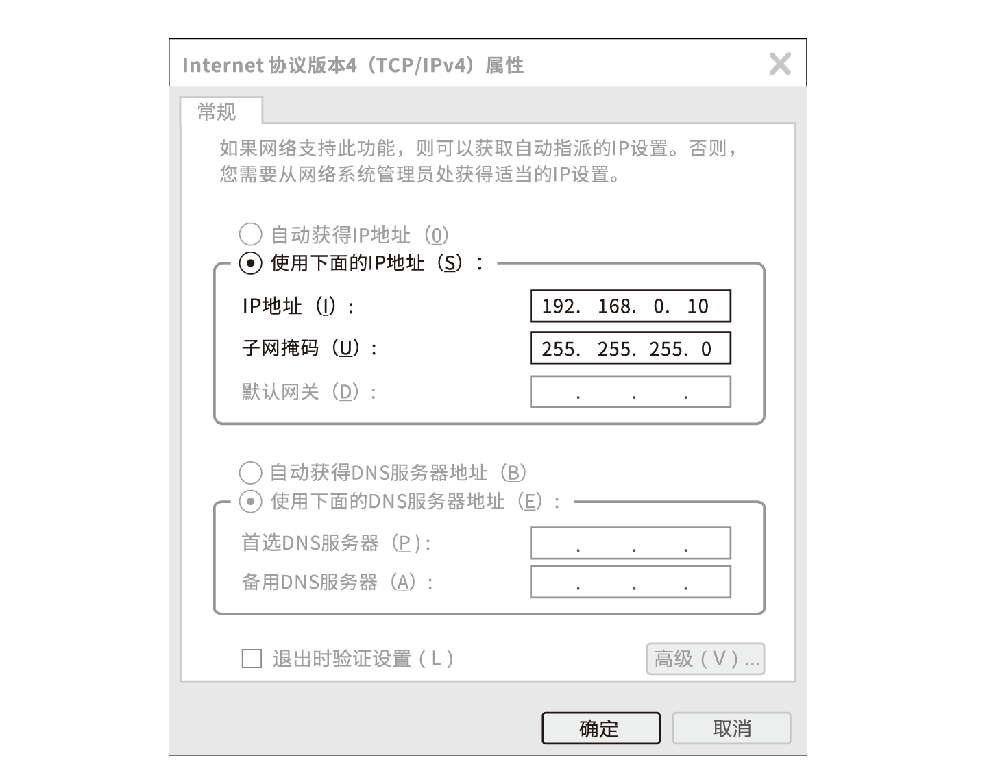 Internet 协议版本4（TCP/IPv4）属性
常规
如果网络支持此功能，则可以获取自动指派的IP设置。否则，
您需要从网络系统管理员处获得适当的IP设置。
自动获得IP地址（0）
使用下面的IP地址（S）：
IP地址（I）: 192. 168. 0. 10
子网掩码（U）: 255. 255. 255. 0
默认网关（D）: . . .
自动获得DNS服务器地址（B）
使用下面的DNS服务器地址（E）:
首选DNS服务器（P ) : . . .
备用DNS服务器（A）: . . .
退出时验证设置 ( L )
高级 ( V ) ...
确定 取消